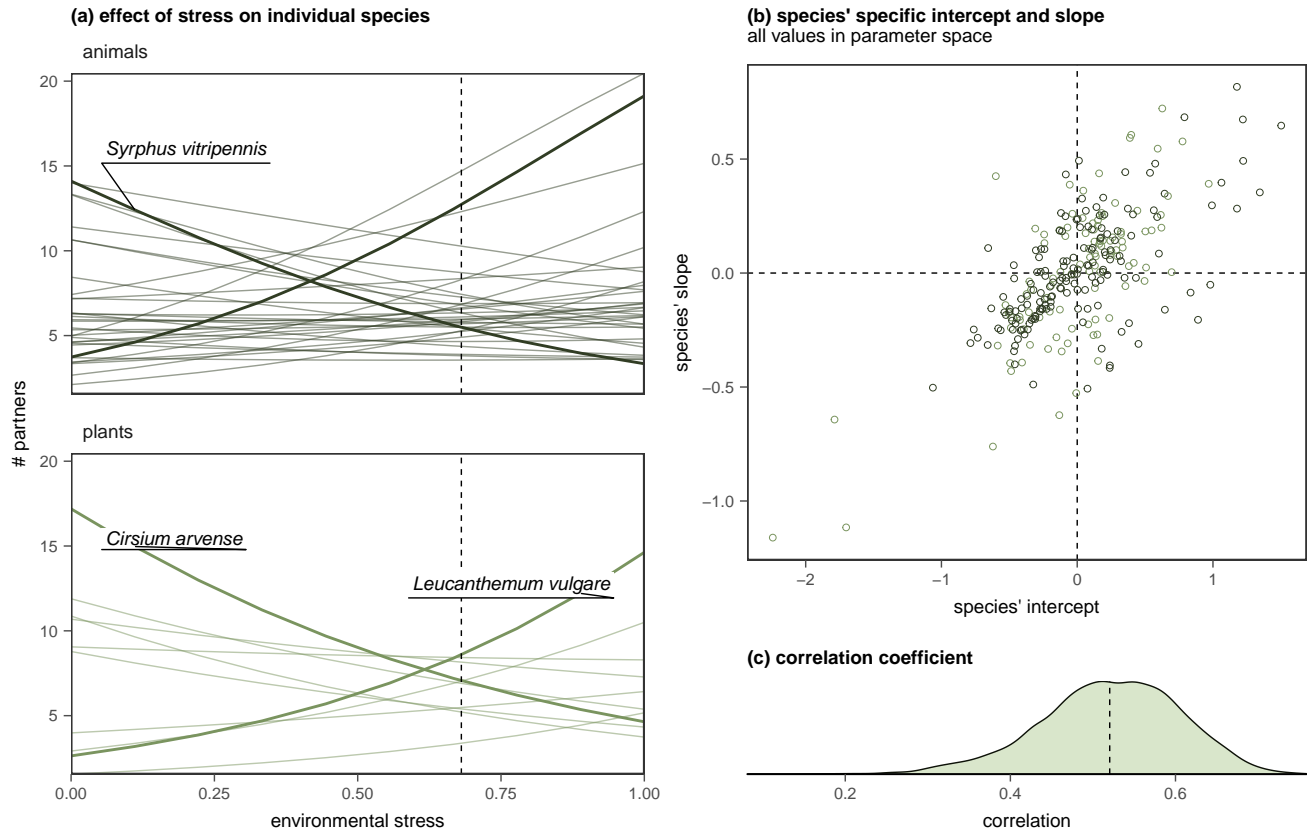 (a) effect of stress on individual species
animals
20
15
10
5
Syrphus vitripennis
# partners
plants
20
15
10
5
Cirsium arvense
Leucanthemum vulgare
0.00
0.25
0.50
0.75
1.00
environmental stress
(b) species' specific intercept and slope
all values in parameter space
species' slope
0.5
0.0
−0.5
−1.0
−2
−1
0
1
species' intercept
(c) correlation coefficient
0.2
0.4
0.6
correlation